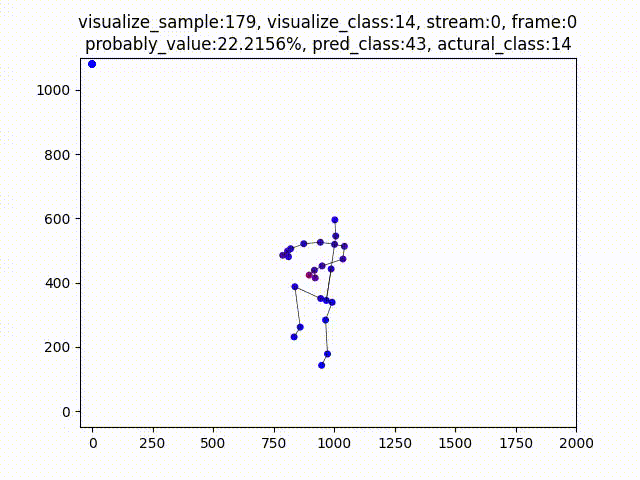 visualize_sample:179, visualize_class:14, stream:0, frame:0
probably_value:22.2156%, pred_class:43, actural_class:14
1000
800
600
400
200
0
0 250 500 750 1000 1250 1500 1750 2000